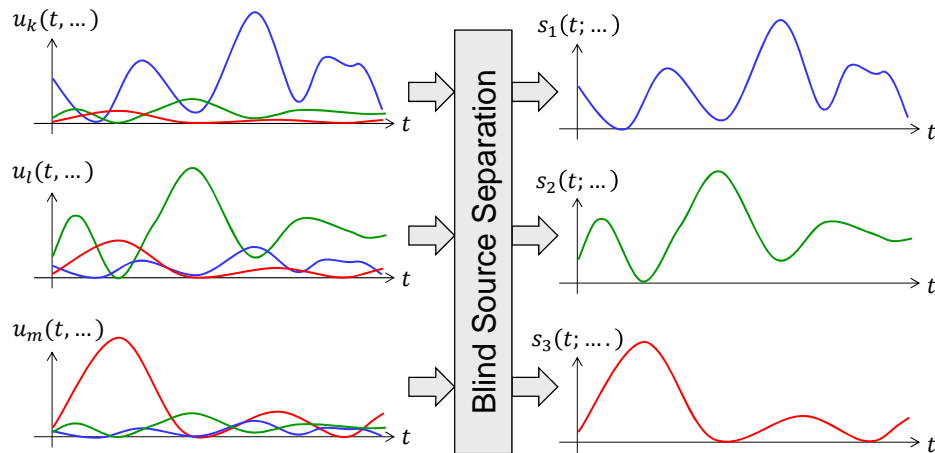 u_k(t, …)
t
u_l(t, …)
t
u_m(t, …)
t
Blind Source Separation
s_1(t; …)
t
s_2(t; …)
t
s_3(t; … .)
t